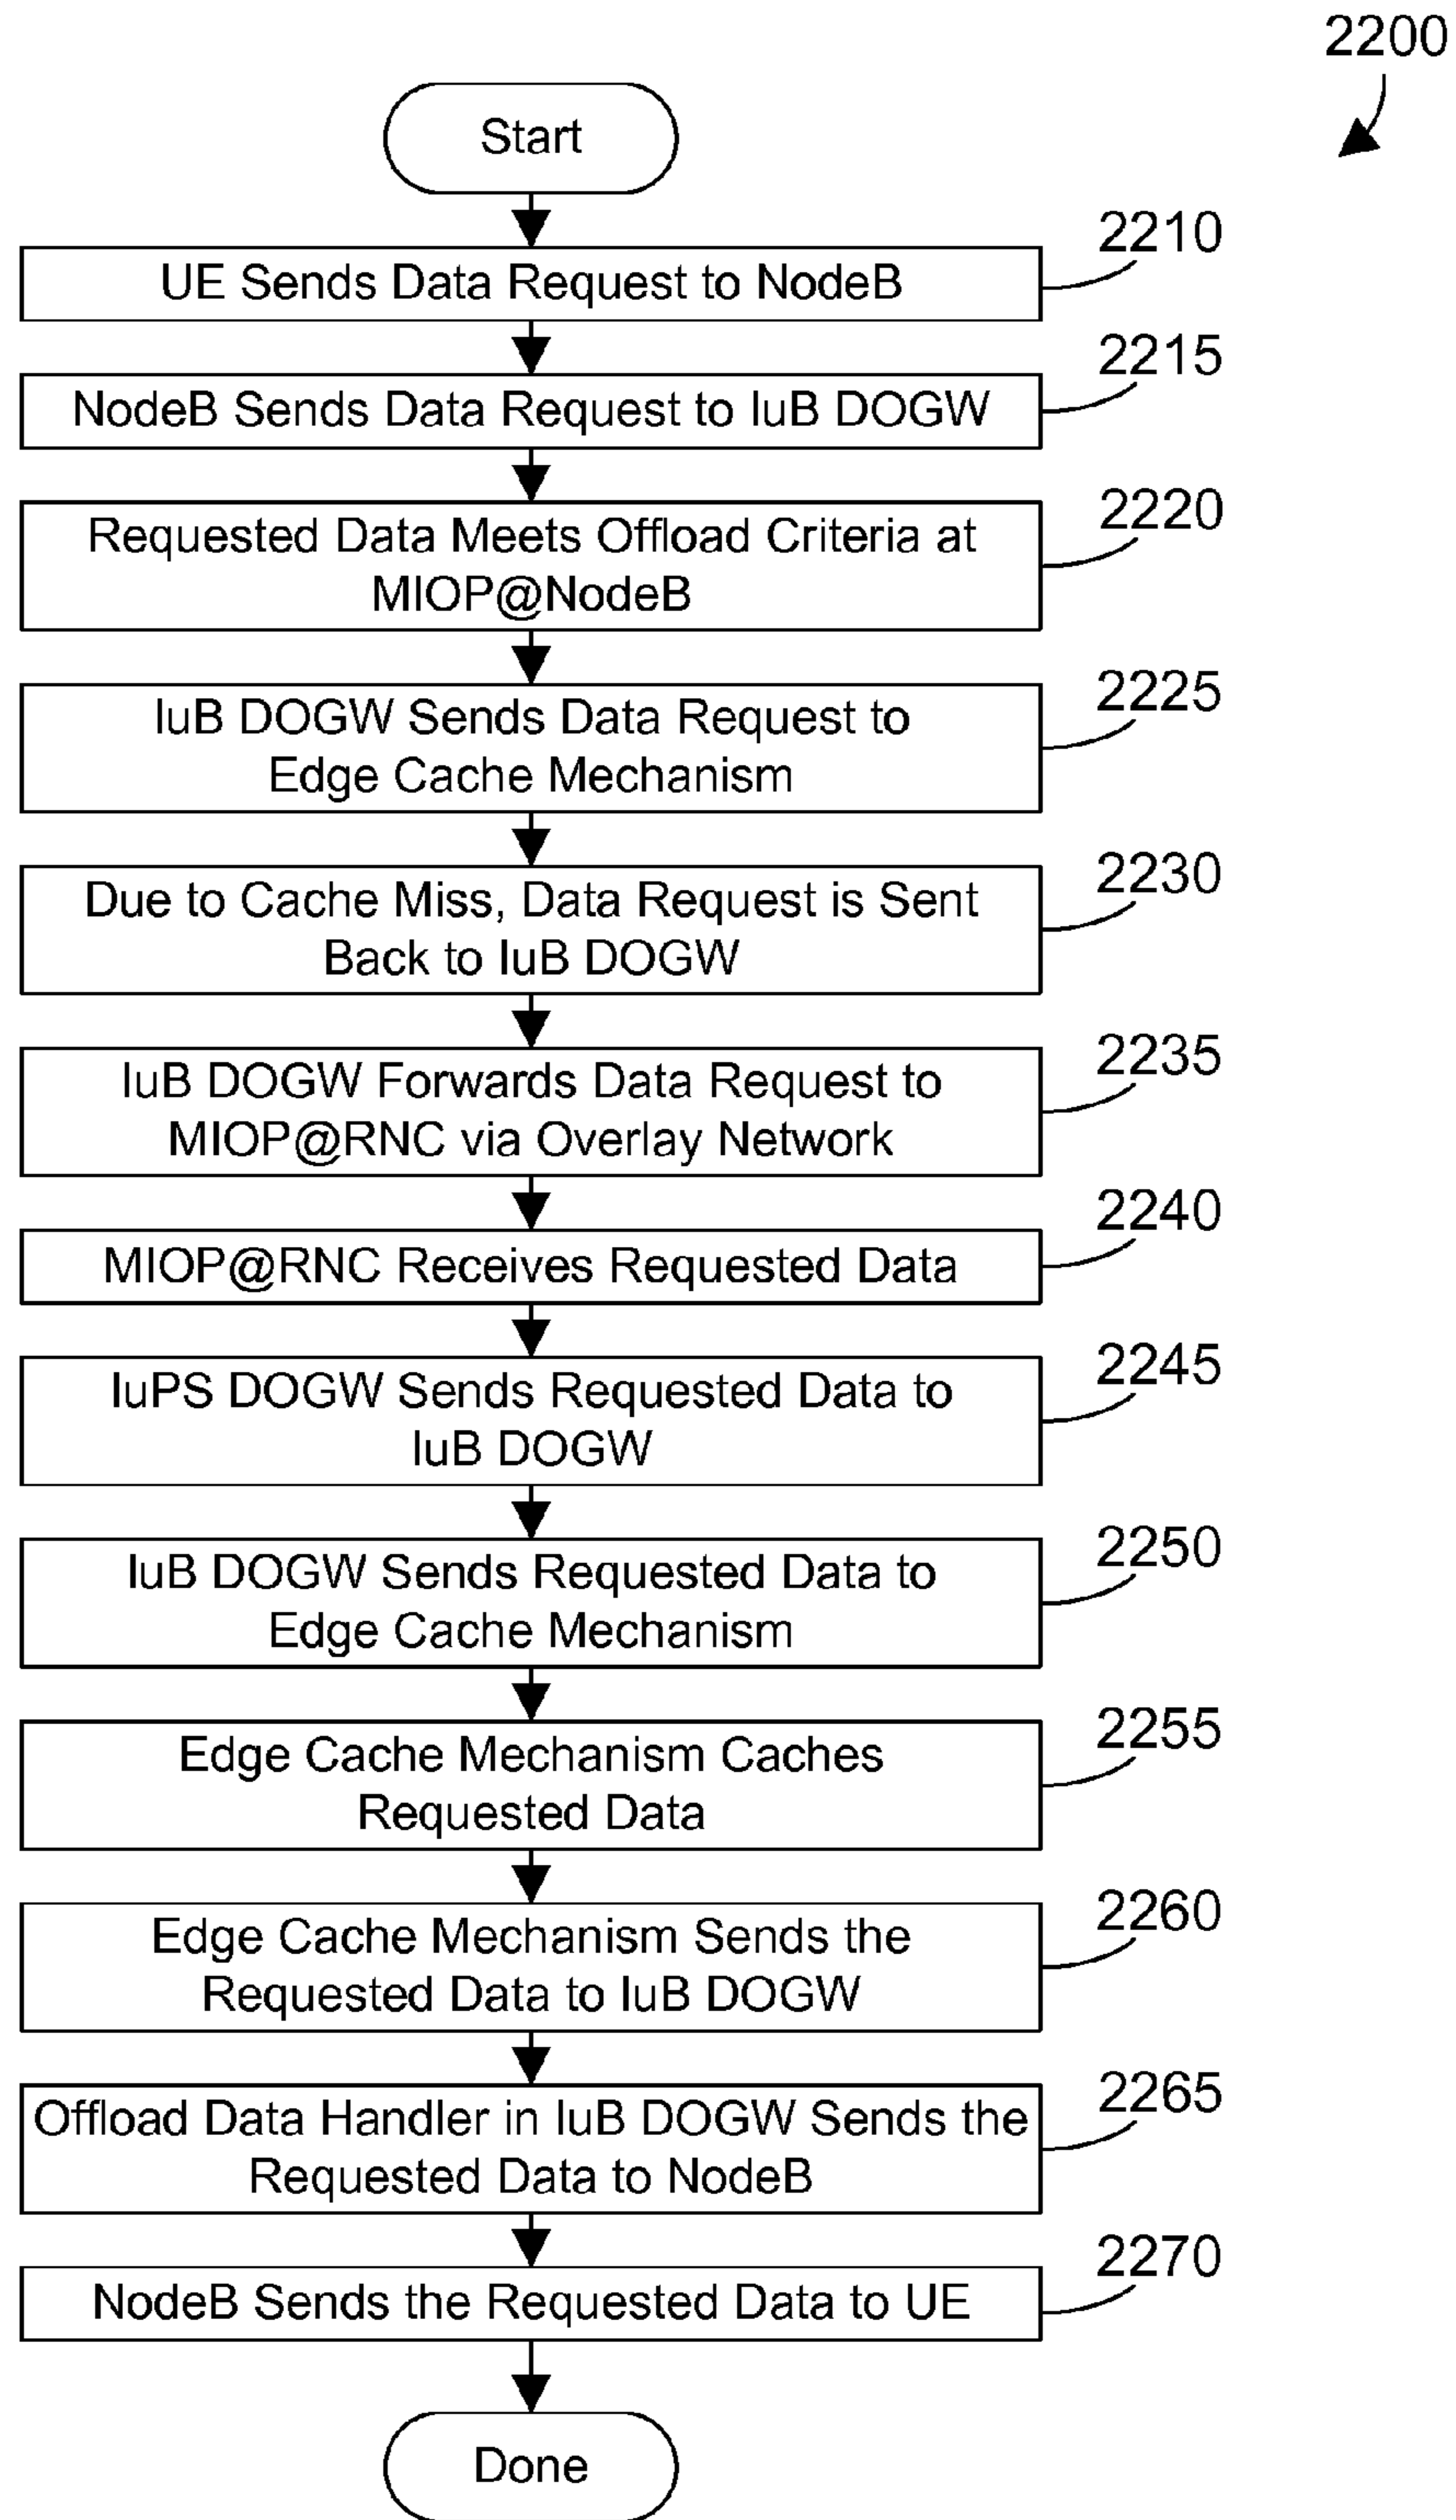 2200
Start
2210
UE Sends Data Request to NodeB
2215
NodeB Sends Data Request to IuB DOGW
2220
Requested Data Meets Offload Criteria at
MIOP@NodeB
2225
IuB DOGW Sends Data Request to
Edge Cache Mechanism
2230
Due to Cache Miss, Data Request is Sent
Back to IuB DOGW
2235
IuB DOGW Forwards Data Request to
MIOP@RNC via Overlay Network
2240
MIOP@RNC Receives Requested Data
2245
IuPS DOGW Sends Requested Data to
IuB DOGW
2250
IuB DOGW Sends Requested Data to
Edge Cache Mechanism
2255
Edge Cache Mechanism Caches
Requested Data
2260
Edge Cache Mechanism Sends the
Requested Data to IuB DOGW
2265
Offload Data Handler in IuB DOGW Sends the
Requested Data to NodeB
2270
NodeB Sends the Requested Data to UE
Done